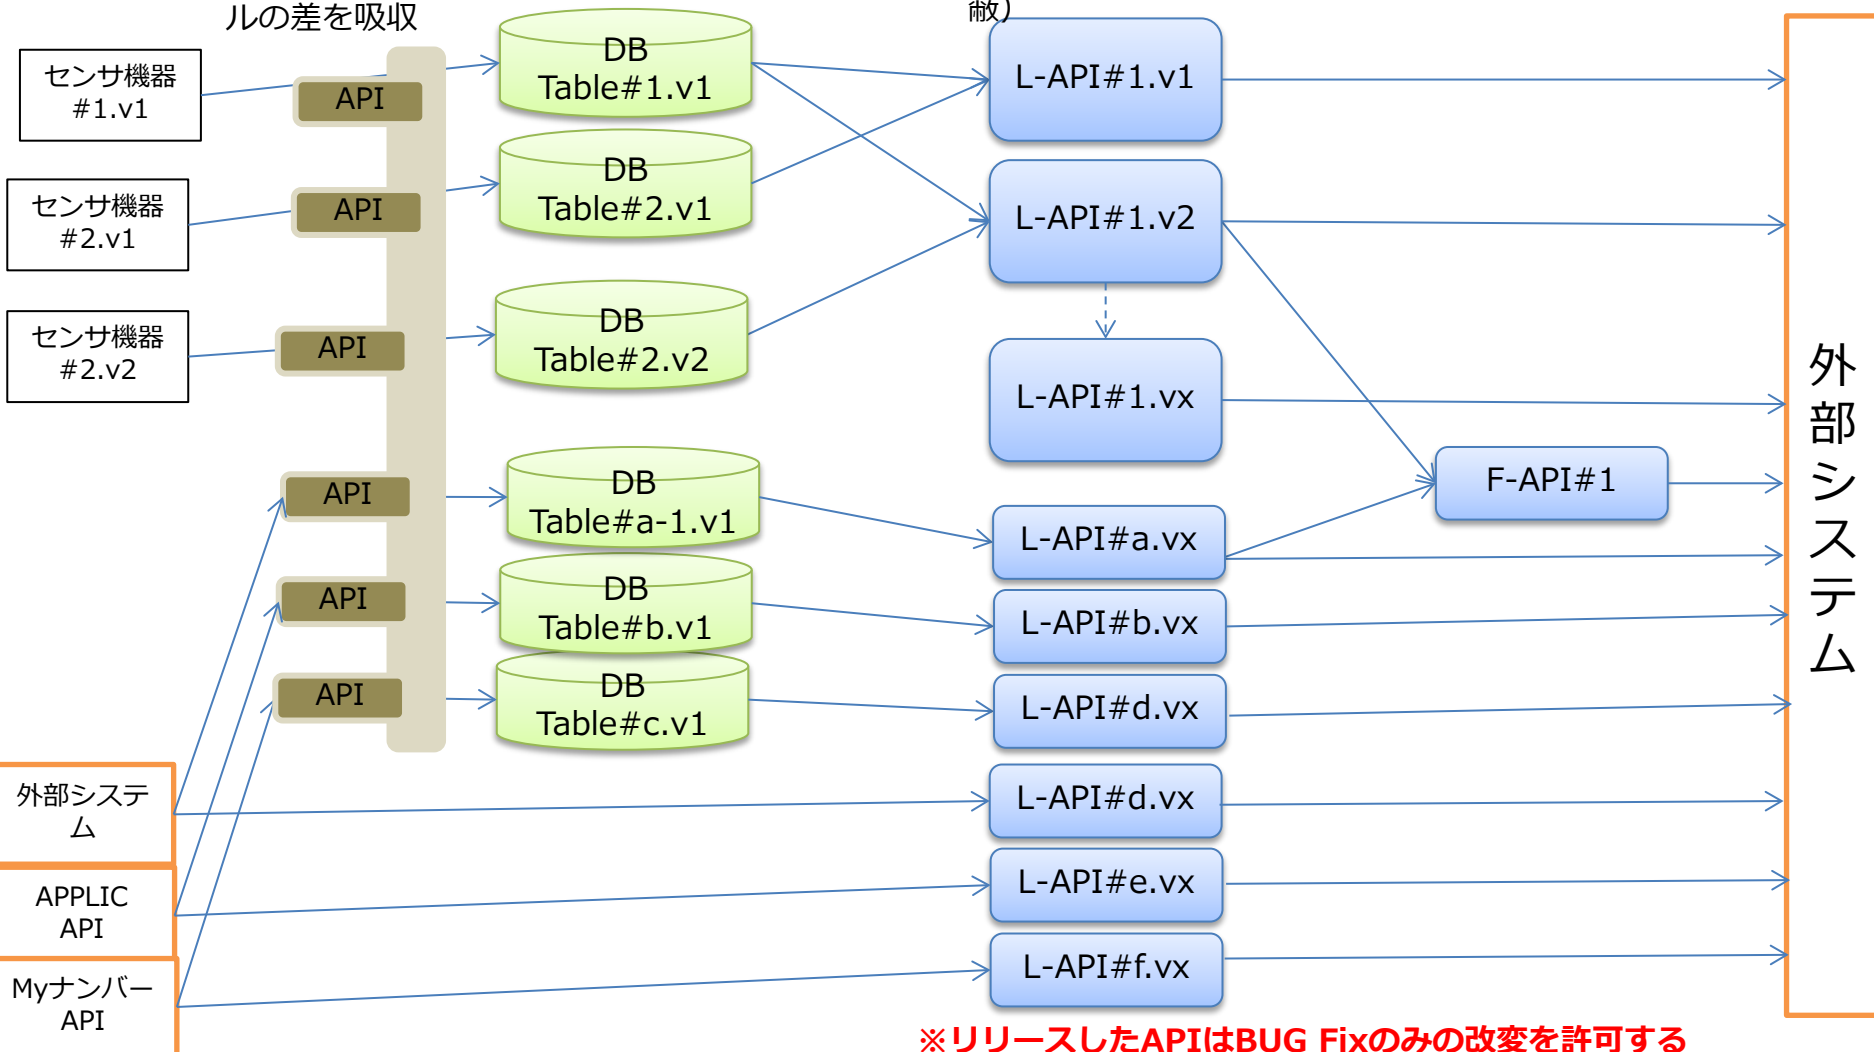 ルの差を吸収
蔽）
センサ機器
#1.v1
API
DB
Table#1.v1
L-API#1.v1
センサ機器
#2.v1
API
DB
Table#2.v1
L-API#1.v2
センサ機器
#2.v2
API
DB
Table#2.v2
L-API#1.vx
API
DB
Table#a-1.v1
L-API#a.vx
F-API#1
API
DB
Table#b.v1
L-API#b.vx
API
DB
Table#c.v1
L-API#d.vx
外部システム
外部システ
ム
L-API#d.vx
APPLIC
API
L-API#e.vx
Myナンバー
API
L-API#f.vx
※リリースしたAPIはBUG Fixのみの改変を許可する